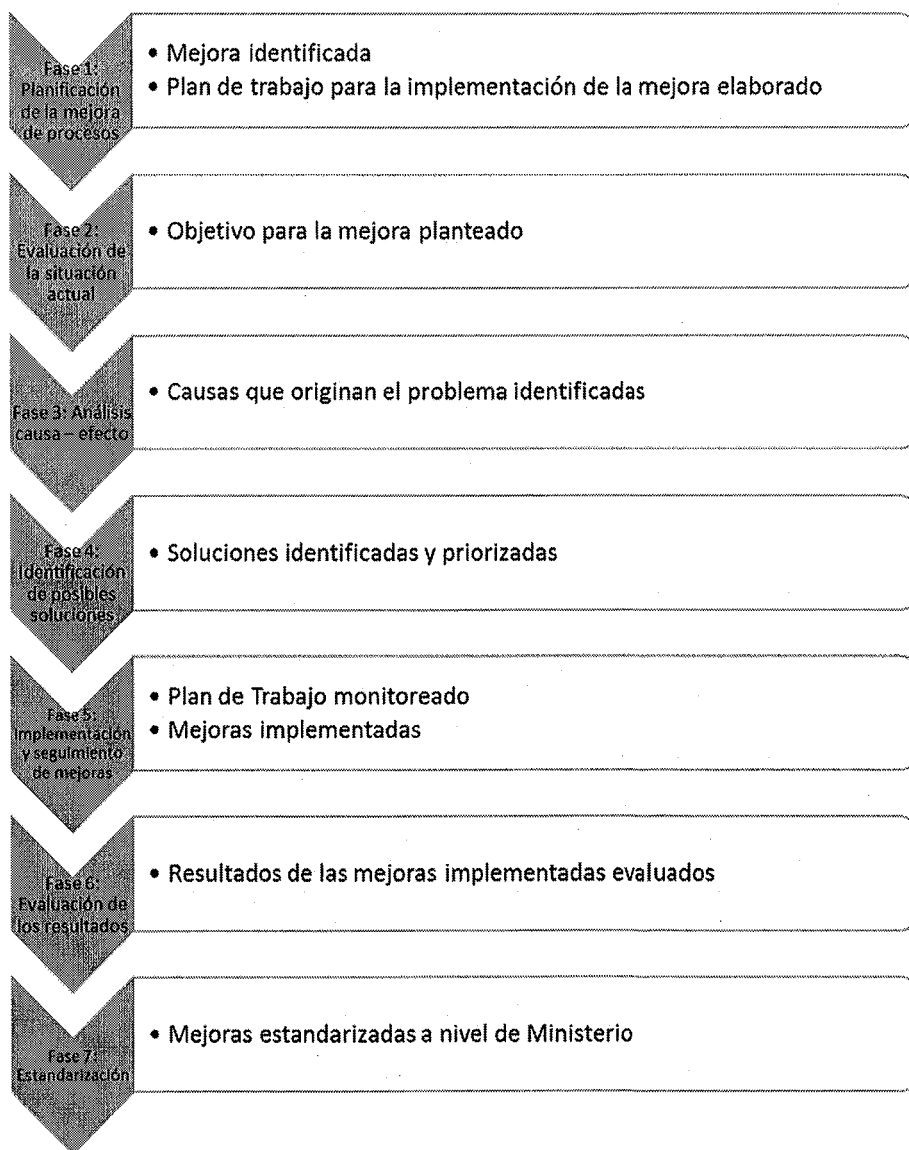 Fase 1:
Planificación
de la mejora
de procesos
• Mejora identificada
• Plan de trabajo para la implementación de la mejora elaborado
Fase 2:
Evaluación de
la situación
actual
• Objetivo para la mejora planteado
Fase 3: Análisis
causa – efecto
• Causas que originan el problema identificadas
Fase 4:
Identificación
de posibles
soluciones
• Soluciones identificadas y priorizadas
Fase 5:
Implementación
y seguimiento
de mejoras
• Plan de Trabajo monitoreado
• Mejoras implementadas
Fase 6:
Evaluación de
los resultados
• Resultados de las mejoras implementadas evaluados
Fase 7:
Estandarización
• Mejoras estandarizadas a nivel de Ministerio